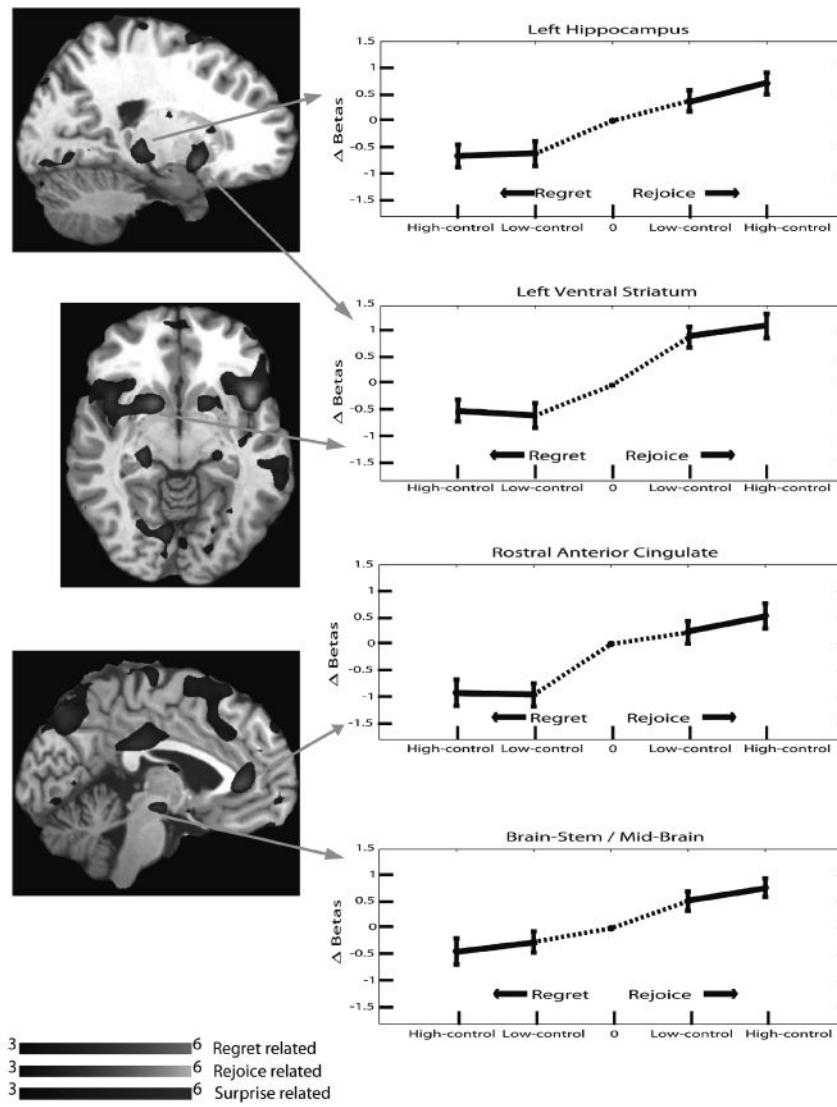 Left Hippocampus
1.5
1
0.5
0
-0.5
-1
-1.5
Δ Betas
Regret Rejoice
High-control Low-control 0 Low-control High-control
Left Ventral Striatum
1.5
1
0.5
0
-0.5
-1
-1.5
Δ Betas
Regret Rejoice
High-control Low-control 0 Low-control High-control
Rostral Anterior Cingulate
1.5
1
0.5
0
-0.5
-1
-1.5
Δ Betas
Regret Rejoice
High-control Low-control 0 Low-control High-control
Brain-Stem / Mid-Brain
1.5
1
0.5
0
-0.5
-1
-1.5
Δ Betas
Regret Rejoice
High-control Low-control 0 Low-control High-control
3 6 Regret related
3 6 Rejoice related
3 6 Surprise related